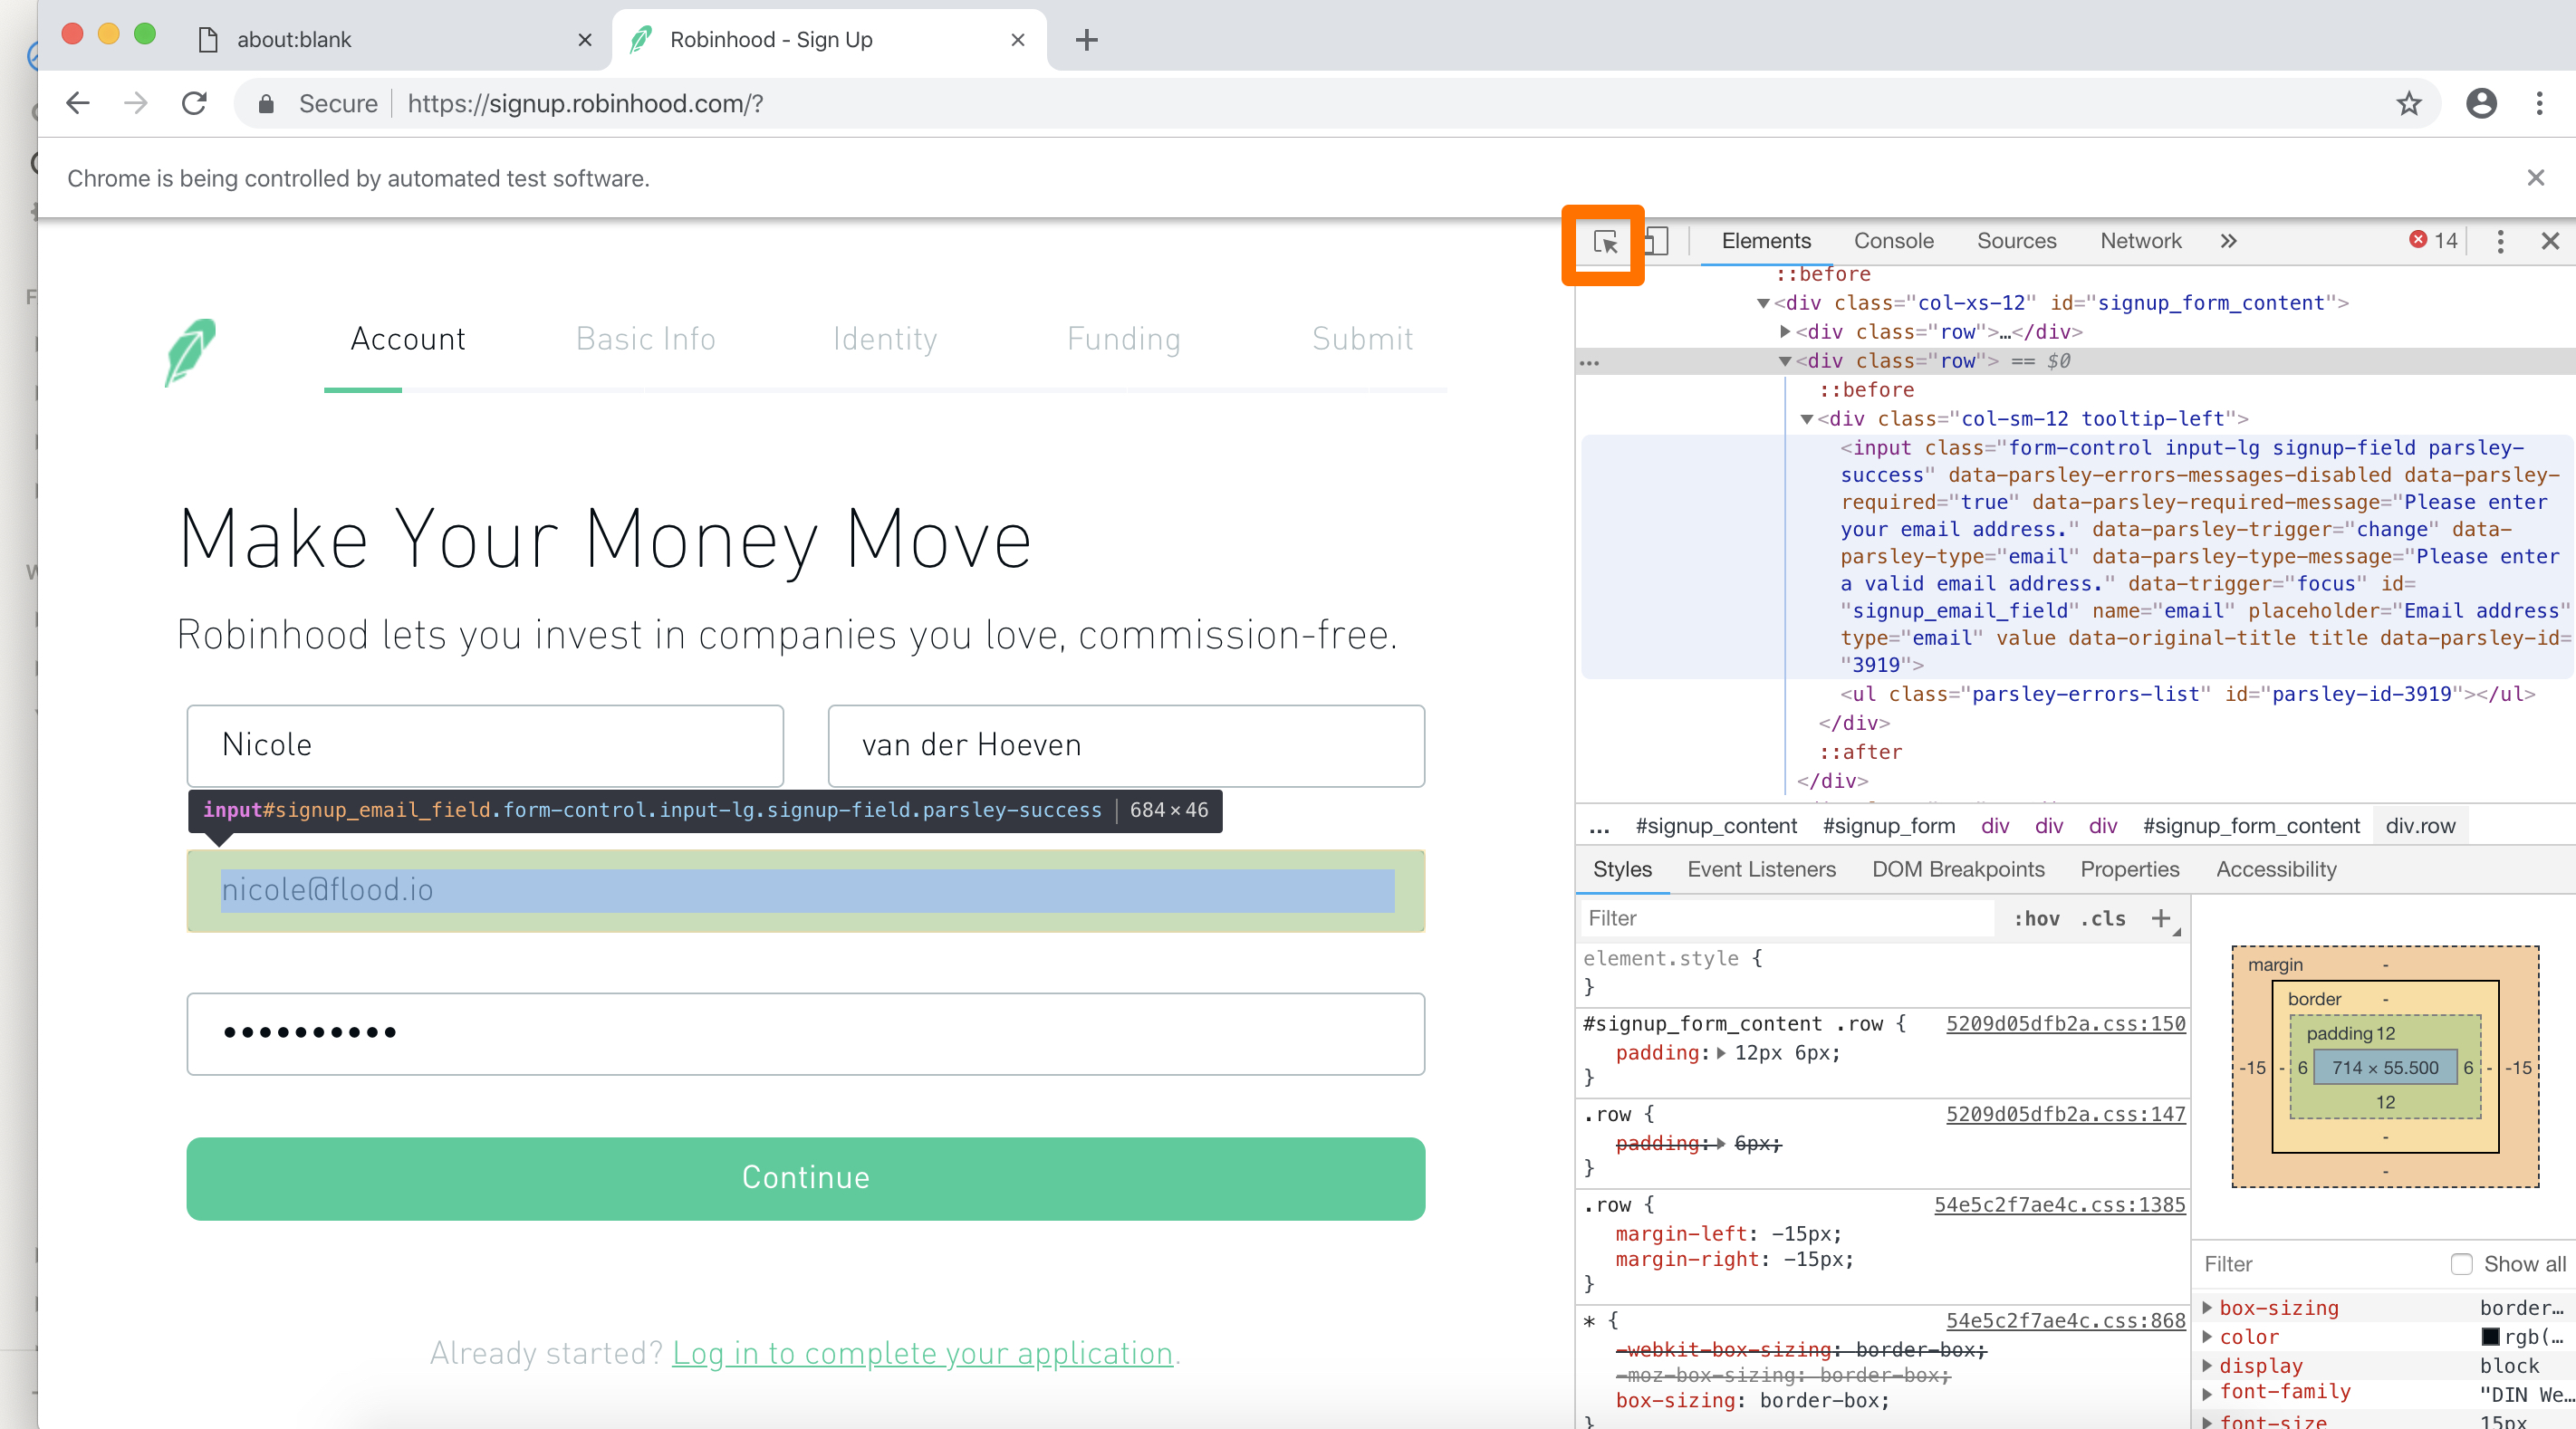 about:blank
Robinhood - Sign Up
Secure
https://signup.robinhood.com/?
Chrome is being controlled by automated test software.
Account
Basic Info
Identity
Funding
Submit
Make Your Money Move
Robinhood lets you invest in companies you love, commission-free.
Nicole
van der Hoeven
input#signup_email_field.form-control.input-lg.signup-field.parsley-success
684 × 46
nicole@flood.io
••••••••••
Continue
Already started? Log in to complete your application.
Elements
Console
Sources
Network
»
14
::before
<div class="col-xs-12" id="signup_form_content">
<div class="row">…</div>
… <div class="row"> == $0
::before
<div class="col-sm-12 tooltip-left">
<input class="form-control input-lg signup-field parsley-
success" data-parsley-errors-messages-disabled data-parsley-
required="true" data-parsley-required-message="Please enter
your email address." data-parsley-trigger="change" data-
parsley-type="email" data-parsley-type-message="Please enter
a valid email address." data-trigger="focus" id=
"signup_email_field" name="email" placeholder="Email address"
type="email" value data-original-title title data-parsley-id=
"3919">
<ul class="parsley-errors-list" id="parsley-id-3919"></ul>
</div>
::after
</div>
... #signup_content #signup_form div div div #signup_form_content div.row
Styles
Event Listeners
DOM Breakpoints
Properties
Accessibility
Filter
:hov .cls +
element.style {
}
#signup_form_content .row {
5209d05dfb2a.css:150
padding: 12px 6px;
}
.row {
5209d05dfb2a.css:147
padding: 6px;
}
.row {
54e5c2f7ae4c.css:1385
margin-left: -15px;
margin-right: -15px;
}
* {
54e5c2f7ae4c.css:868
-webkit-box-sizing: border-box;
-moz-box-sizing: border-box;
box-sizing: border-box;
}
margin -
border -
padding 12
-15 - 6 714 × 55.500 6 - -15
12
-
-
Filter
Show all
box-sizing border…
color rgb(…
display block
font-family "DIN We…
font-size 15px